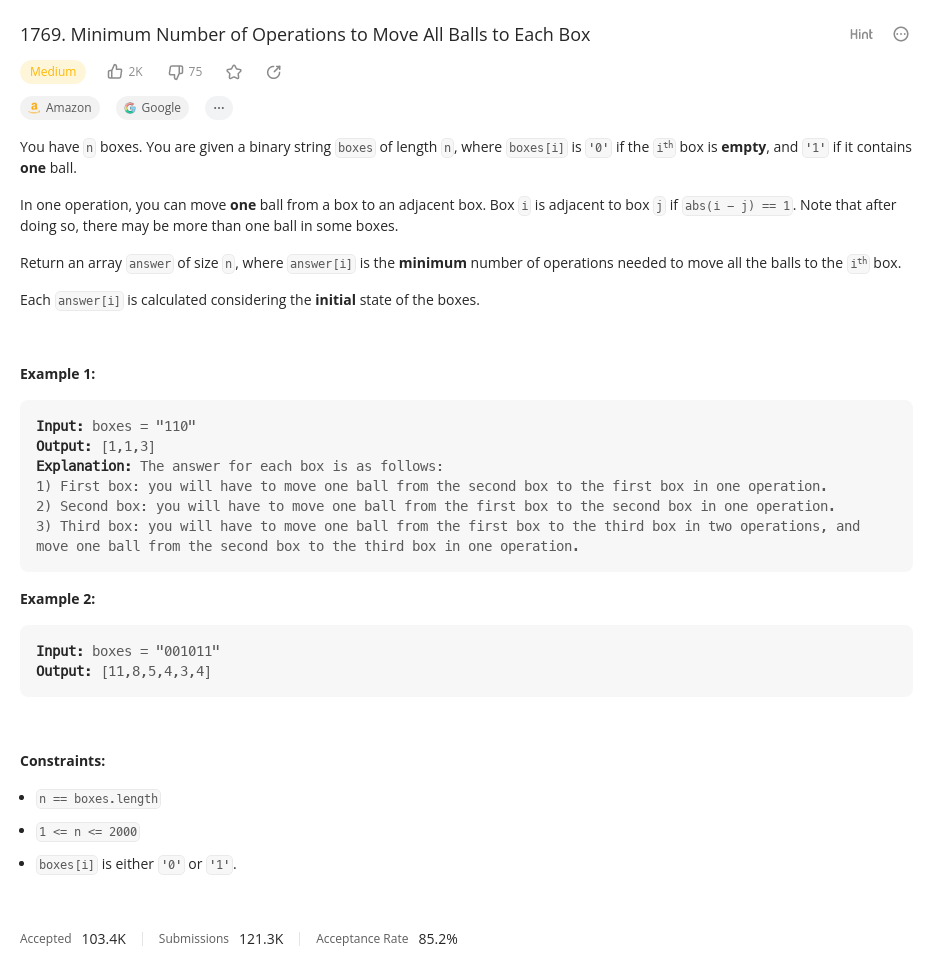 1769. Minimum Number of Operations to Move All Balls to Each Box
Hint
Medium
2K
75
Amazon
Google
You have n boxes. You are given a binary string boxes of length n, where boxes[i] is '0' if the ith box is empty, and '1' if it contains
one ball.
In one operation, you can move one ball from a box to an adjacent box. Box i is adjacent to box j if abs(i - j) == 1. Note that after
doing so, there may be more than one ball in some boxes.
Return an array answer of size n, where answer[i] is the minimum number of operations needed to move all the balls to the ith box.
Each answer[i] is calculated considering the initial state of the boxes.
Example 1:
Input: boxes = "110"
Output: [1,1,3]
Explanation: The answer for each box is as follows:
1) First box: you will have to move one ball from the second box to the first box in one operation.
2) Second box: you will have to move one ball from the first box to the second box in one operation.
3) Third box: you will have to move one ball from the first box to the third box in two operations, and
move one ball from the second box to the third box in one operation.
Example 2:
Input: boxes = "001011"
Output: [11,8,5,4,3,4]
Constraints:
• n == boxes.length
• 1 <= n <= 2000
• boxes[i] is either '0' or '1'.
Accepted 103.4K Submissions 121.3K Acceptance Rate 85.2%